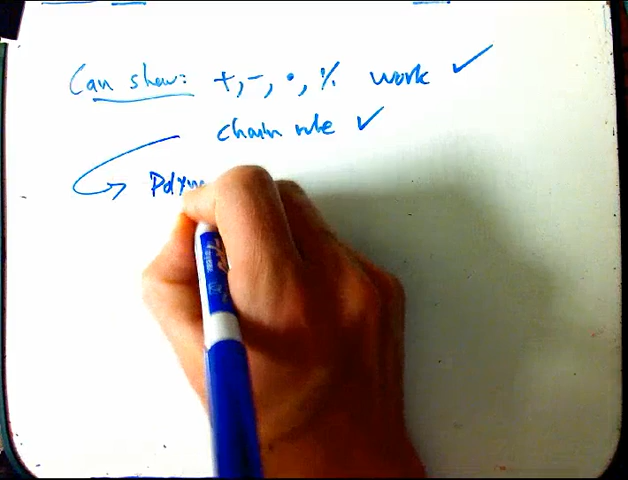 Can show: +, -, •, % work ✓
chain rule ✓
Polyn